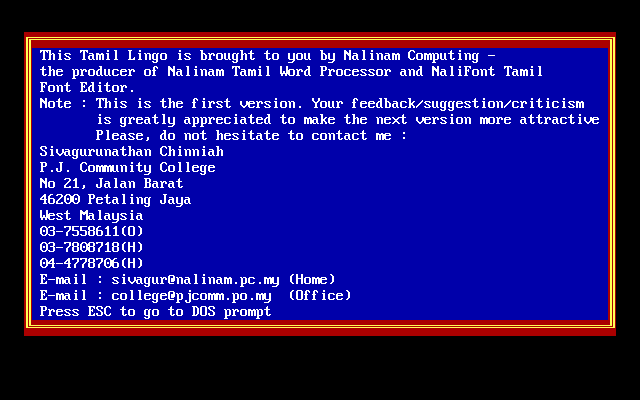 This Tamil Lingo is brought to you by Nalinam Computing -
the producer of Nalinam Tamil Word Processor and NaliFont Tamil
Font Editor.
Note : This is the first version. Your feedback/suggestion/criticism
is greatly appreciated to make the next version more attractive
Please, do not hesitate to contact me :
Sivagurunathan Chinniah
P.J. Community College
No 21, Jalan Barat
46200 Petaling Jaya
West Malaysia
03-7558611(O)
03-7808718(H)
04-4778706(H)
E-mail : sivagur@nalinam.pc.my (Home)
E-mail : college@pjcomm.po.my (Office)
Press ESC to go to DOS prompt